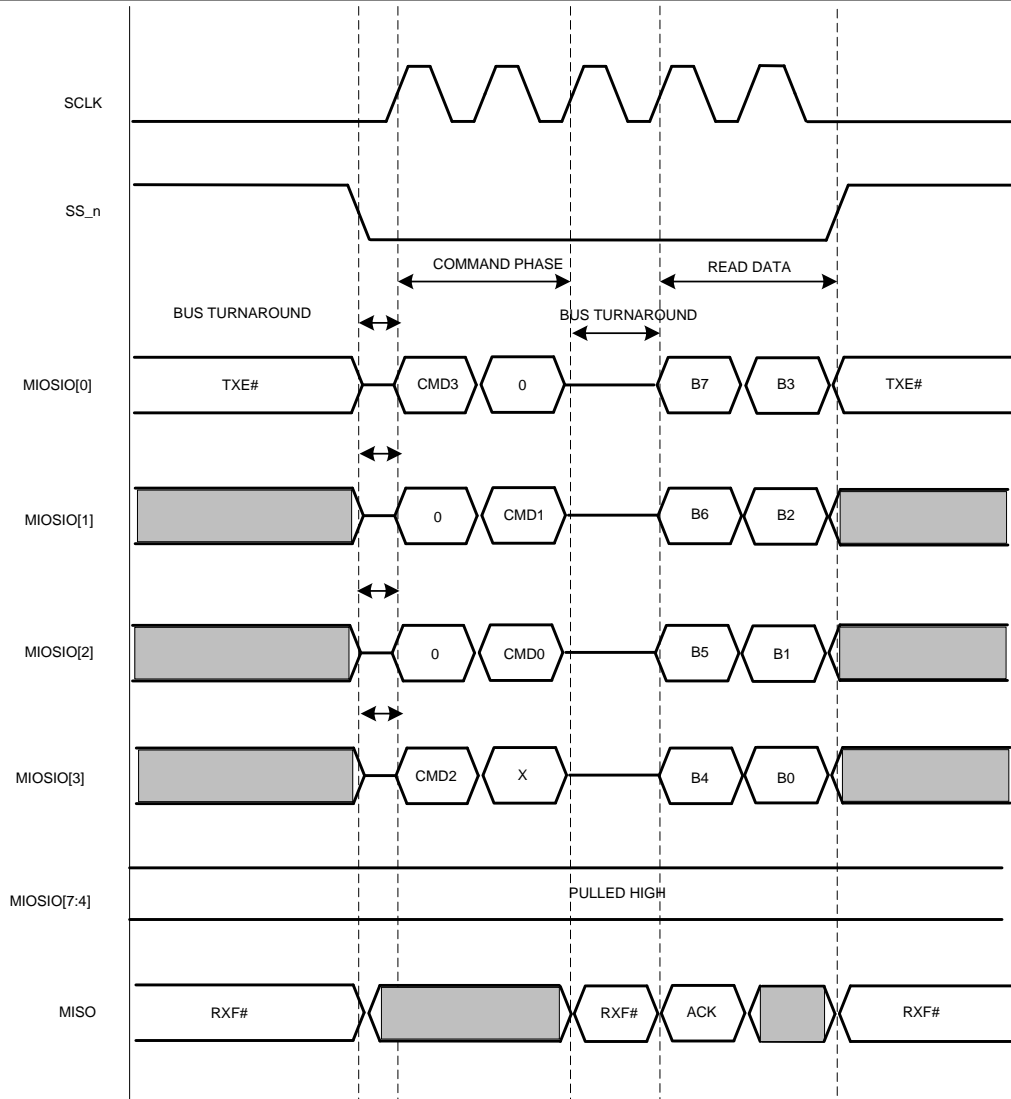 SCLK
SS_n
COMMAND PHASE
READ DATA
BUS TURNAROUND
BUS TURNAROUND
MIOSIO[0]
TXE#
CMD3
0
B7
B3
TXE#
MIOSIO[1]
0
CMD1
B6
B2
MIOSIO[2]
0
CMD0
B5
B1
MIOSIO[3]
CMD2
X
B4
B0
MIOSIO[7:4]
PULLED HIGH
MISO
RXF#
RXF#
ACK
RXF#